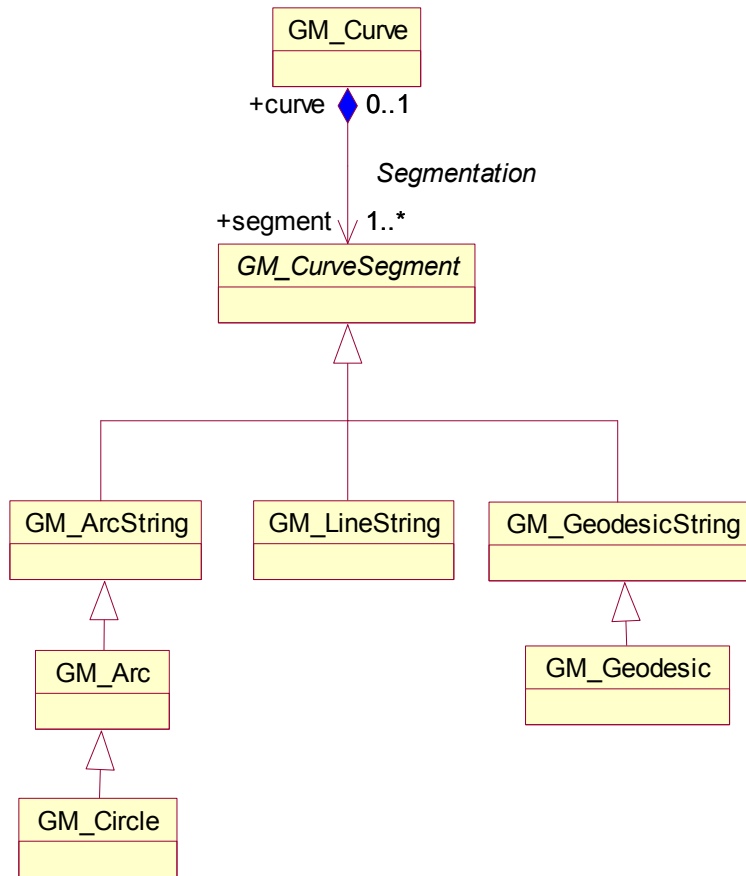 GM_Curve
+curve 0..1
Segmentation
+segment 1..*
GM_CurveSegment
GM_ArcString
GM_LineString
GM_GeodesicString
GM_Arc
GM_Geodesic
GM_Circle